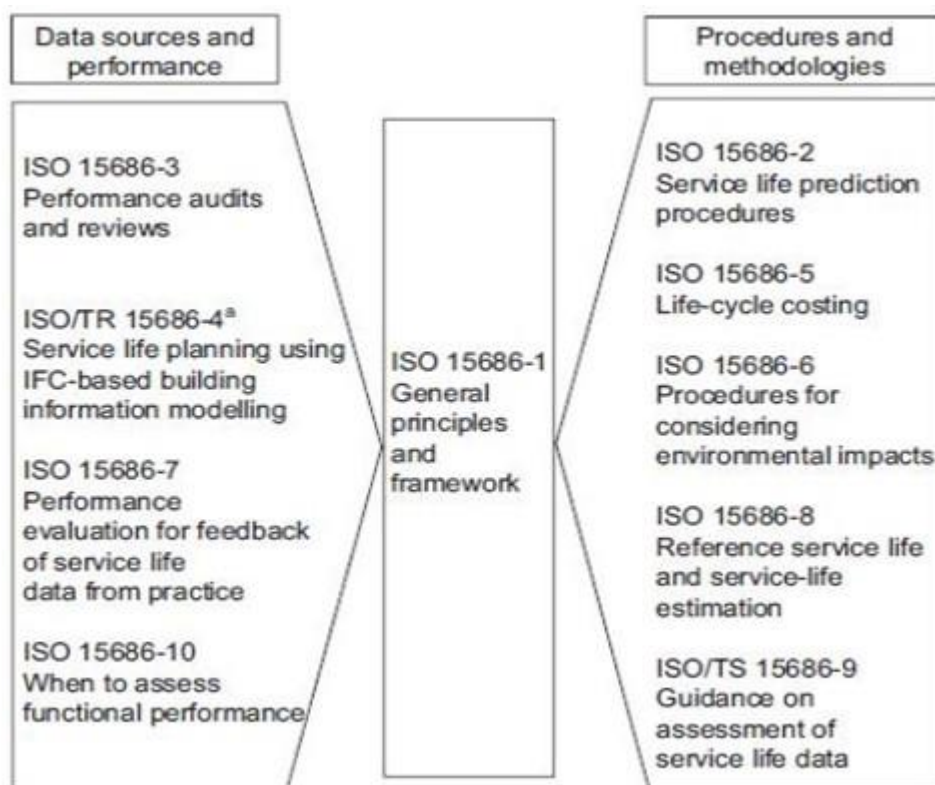 Data sources and
performance
ISO 15686-3
Performance audits
and reviews
ISO/TR 15686-4ª
Service life planning using
IFC-based building
information modelling
ISO 15686-7
Performance
evaluation for feedback
of service life
data from practice
ISO 15686-10
When to assess
functional performance
ISO 15686-1
General
principles
and
framework
Procedures and
methodologies
ISO 15686-2
Service life prediction
procedures
ISO 15686-5
Life-cycle costing
ISO 15686-6
Procedures for
considering
environmental impacts
ISO 15686-8
Reference service life
and service-life
estimation
ISO/TS 15686-9
Guidance on
assessment of
service life data